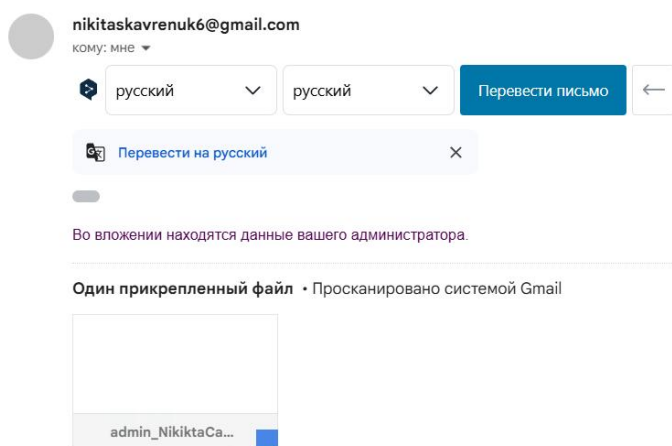 nikitaskavrenuk6@gmail.com
кому: мне
русский русский Перевести письмо
Перевести на русский
Во вложении находятся данные вашего администратора.
Один прикрепленный файл • Просканировано системой Gmail
admin_NikiktaCa...